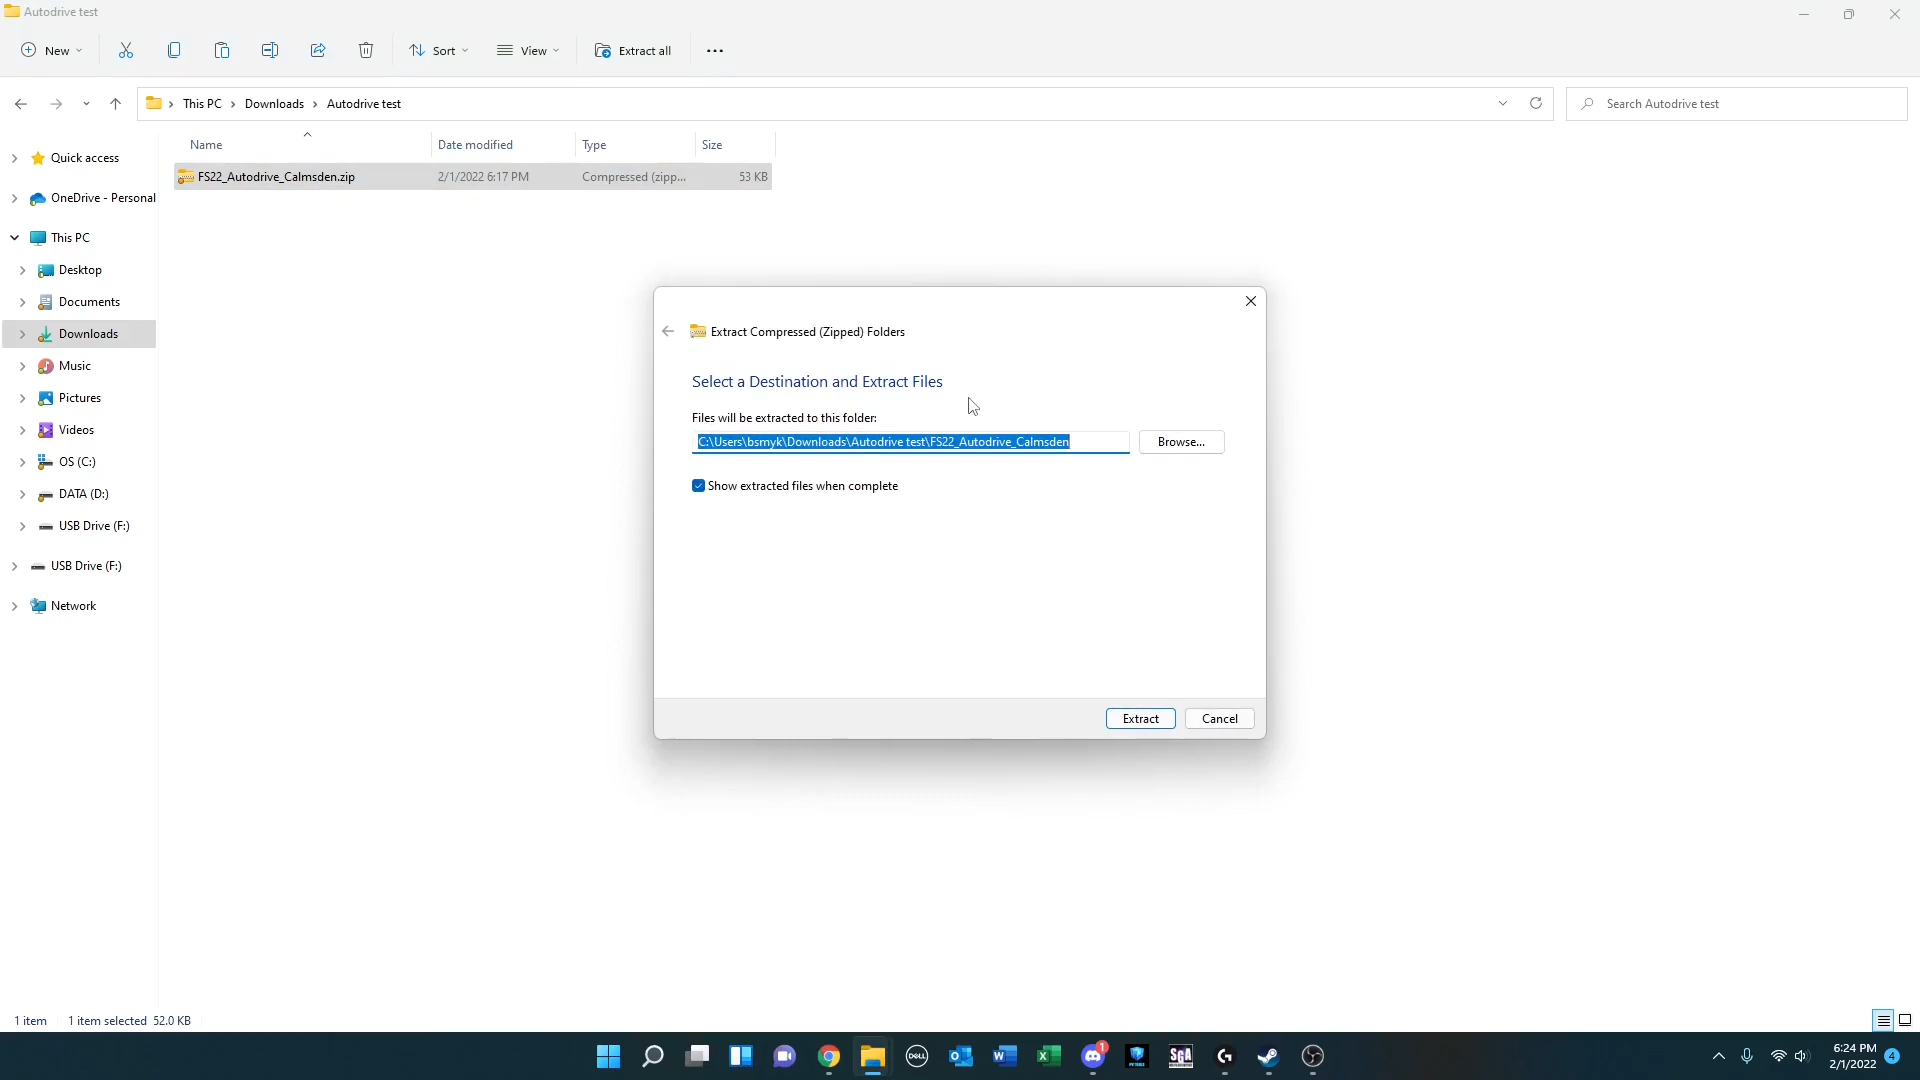 Autodrive test
New
Sort
View
Extract all
This PC
Downloads
Autodrive test
Search Autodrive test
Name
Date modified
Type
Size
FS22_Autodrive_Calmsden.zip
2/1/2022 6:17 PM
Compressed (zipp...
53 KB
Quick access
OneDrive - Personal
This PC
Desktop
Documents
Downloads
Music
Pictures
Videos
OS (C:)
DATA (D:)
USB Drive (F:)
USB Drive (F:)
Network
Extract Compressed (Zipped) Folders
Select a Destination and Extract Files
Files will be extracted to this folder:
C:\Users\bsmyk\Downloads\Autodrive test\FS22_Autodrive_Calmsden
Browse...
Show extracted files when complete
Extract
Cancel
1 item
1 item selected 52.0 KB
DELL
1
SGA
6:24 PM
2/1/2022
4